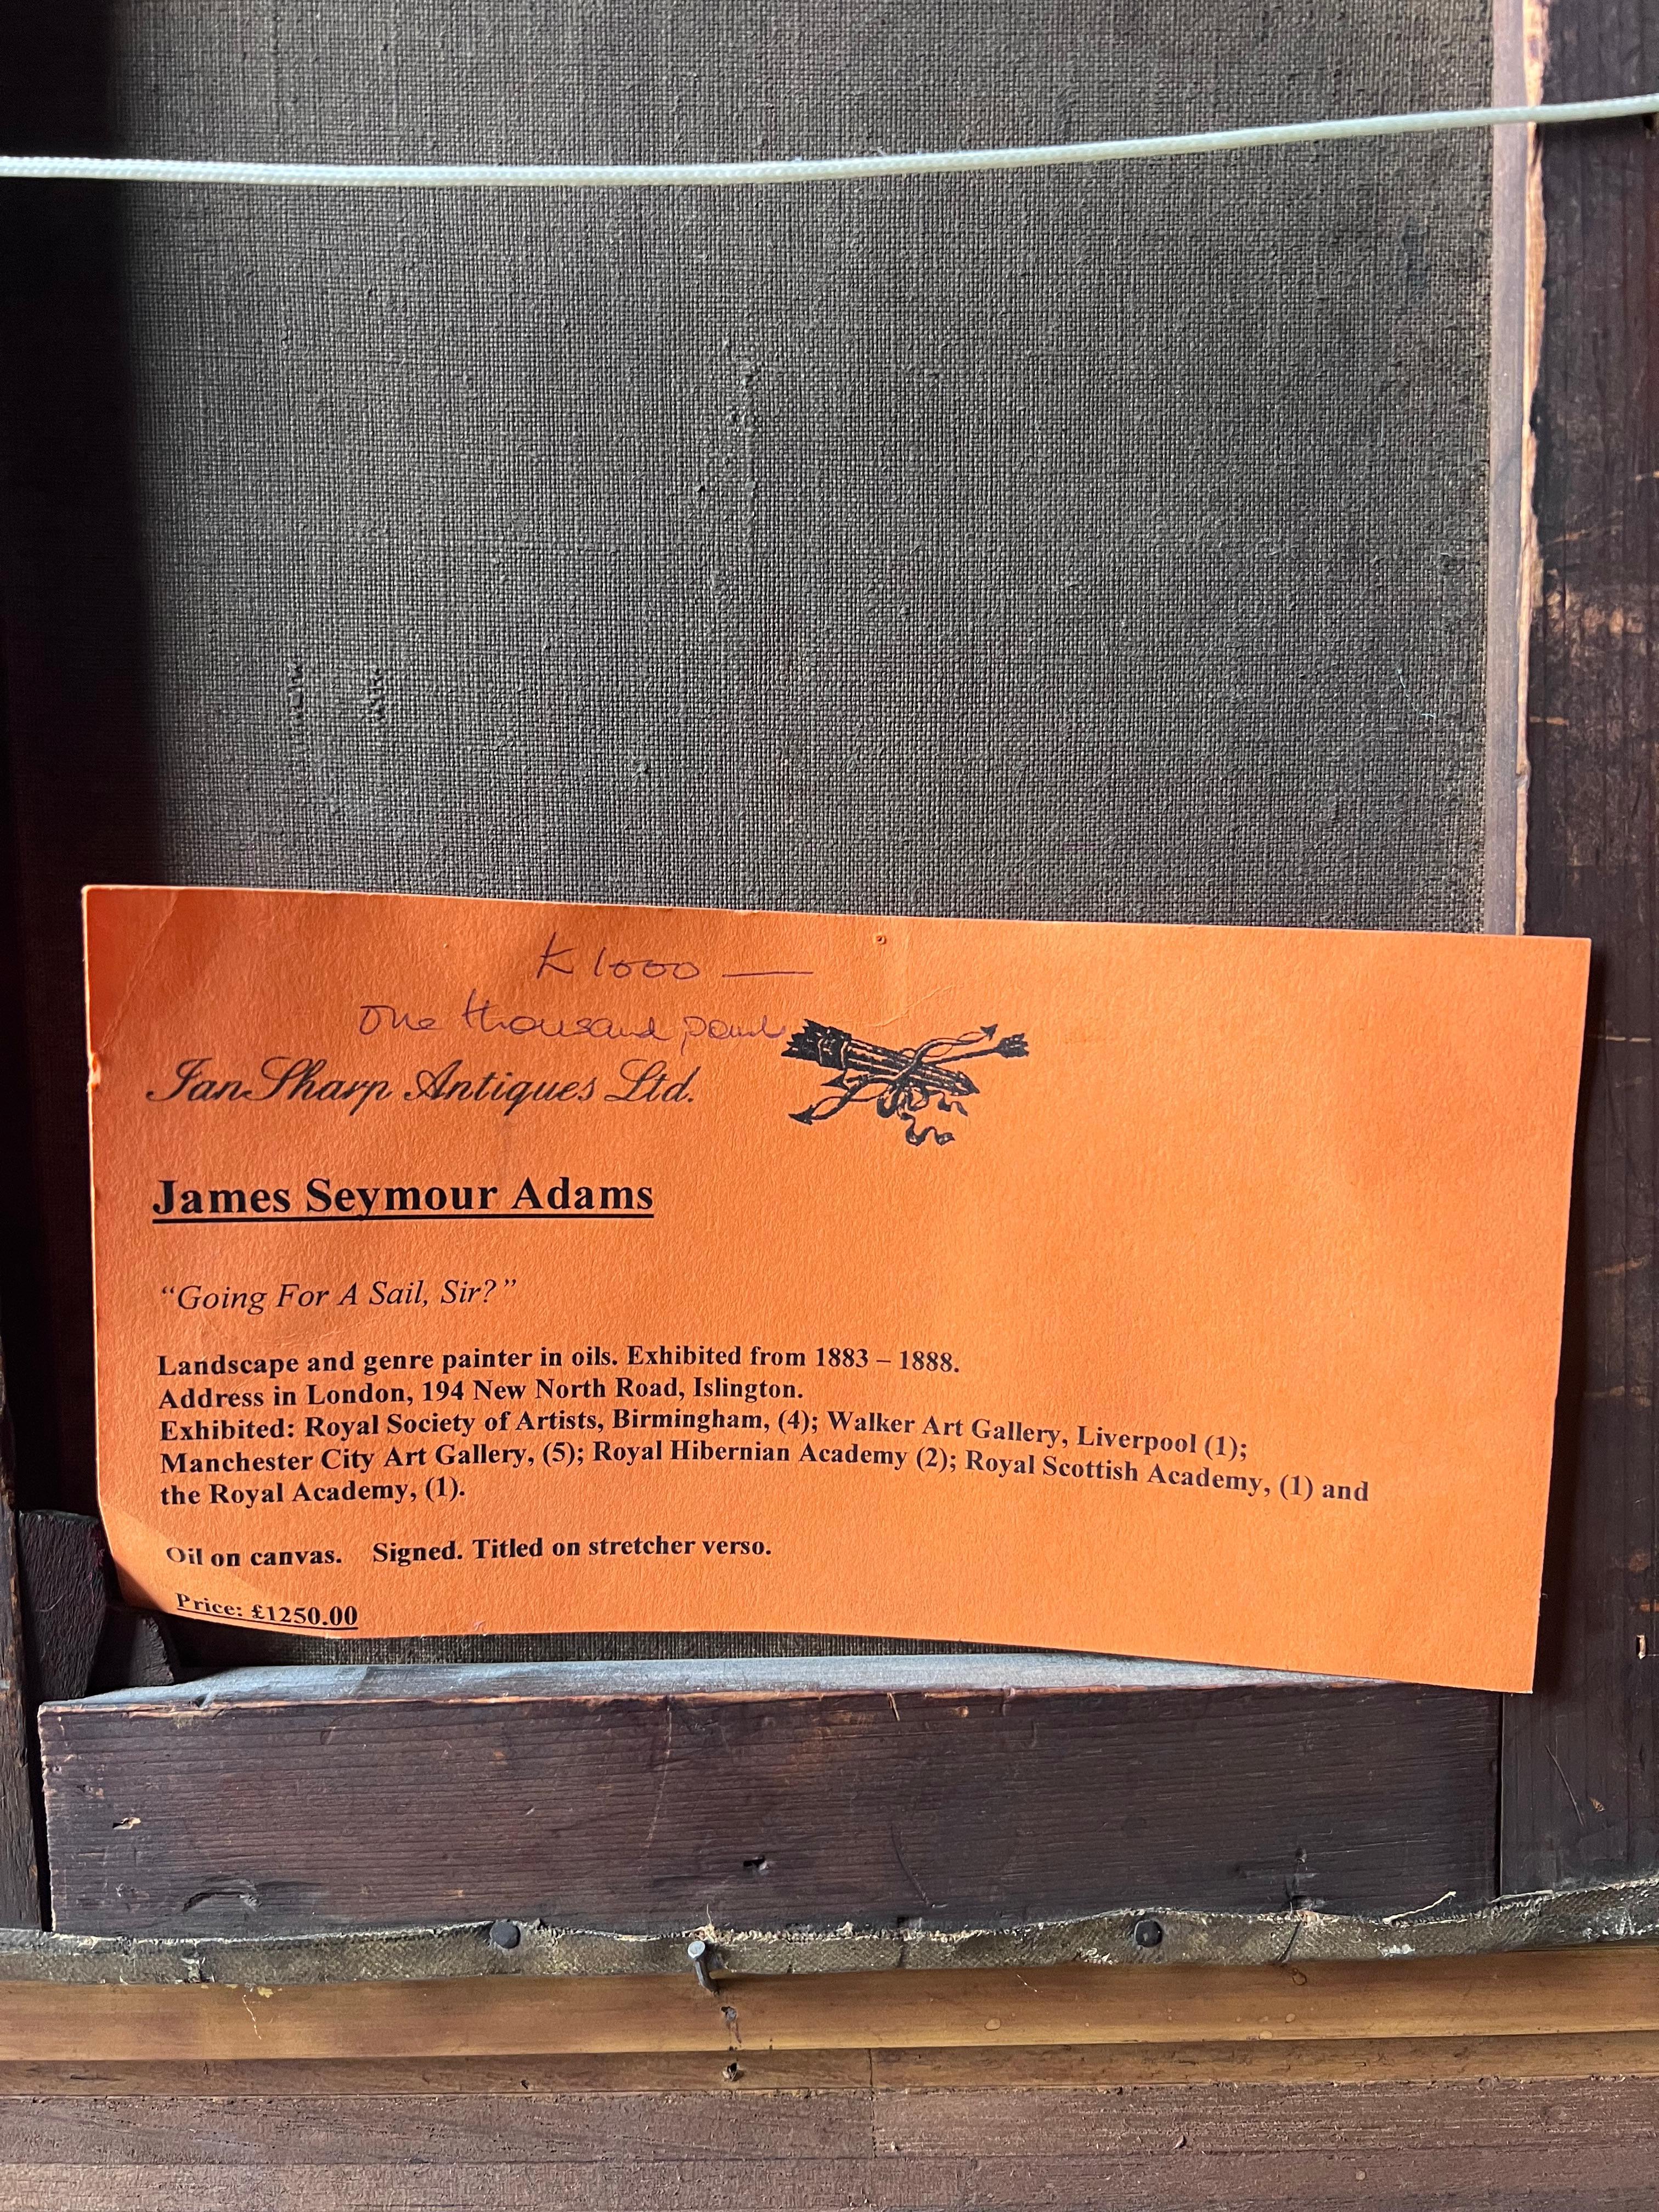 £1000 —
One thousand pounds
Ian Sharp Antiques Ltd.
James Seymour Adams
“Going For A Sail, Sir?”
Landscape and genre painter in oils. Exhibited from 1883 – 1888.
Address in London, 194 New North Road, Islington.
Exhibited: Royal Society of Artists, Birmingham, (4); Walker Art Gallery, Liverpool (1);
Manchester City Art Gallery, (5); Royal Hibernian Academy (2); Royal Scottish Academy, (1) and
the Royal Academy, (1).
Oil on canvas. Signed. Titled on stretcher verso.
Price: £1250.00